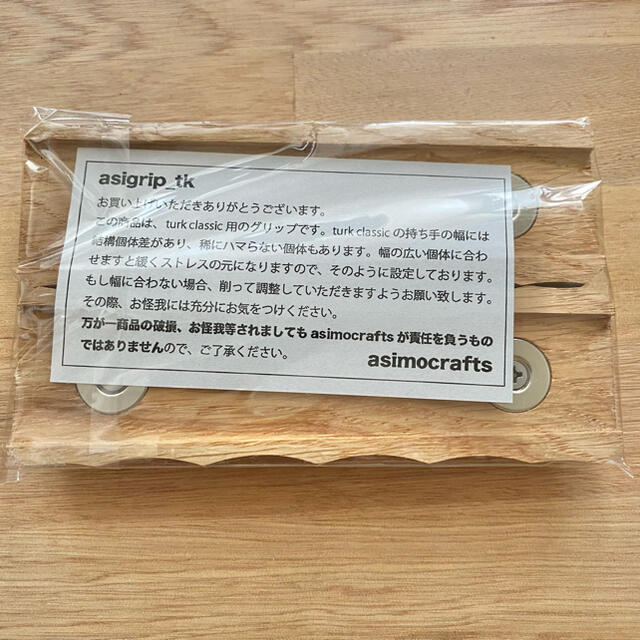 asigrip_tk
お買い上げいただきありがとうございます。
この商品は、turk classic 用のグリップです。turk classic の持ち手の幅には
結構個体差があり、稀にハマらない個体もあります。幅の広い個体に合わ
せますと緩くストレスの元になりますので、そのように設定しております。
もし幅に合わない場合、削って調整していただきますようお願い致します。
その際、お怪我には充分にお気をつけください。
万が一商品の破損、お怪我等されましても asimocrafts が責任を負うもの
ではありませんので、ご了承ください。
asimocrafts